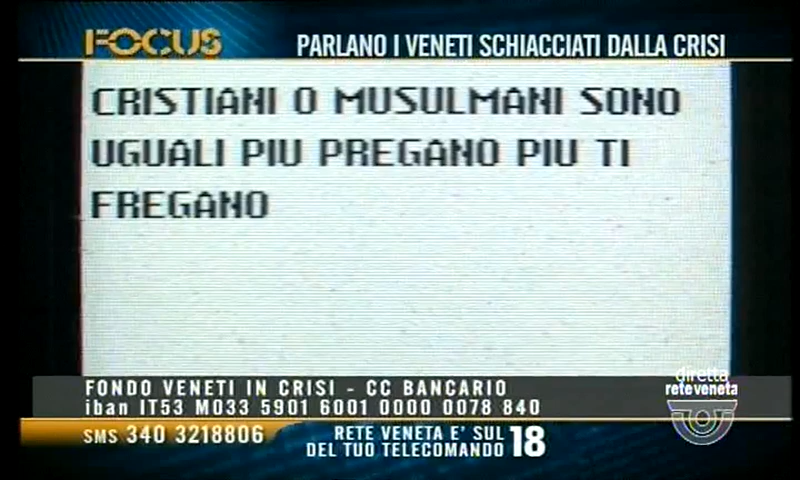 FOCUS
PARLANO I VENETI SCHIACCIATI DALLA CRISI
CRISTIANI O MUSULMANI SONO
UGUALI PIU PREGANO PIU TI
FREGANO
FONDO VENETI IN CRISI - CC BANCARIO
iban IT53 M033 5901 6001 0000 0078 840
diretta
reteveneta
SMS 340 3218806
RETE VENETA E' SUL
DEL TUO TELECOMANDO 18